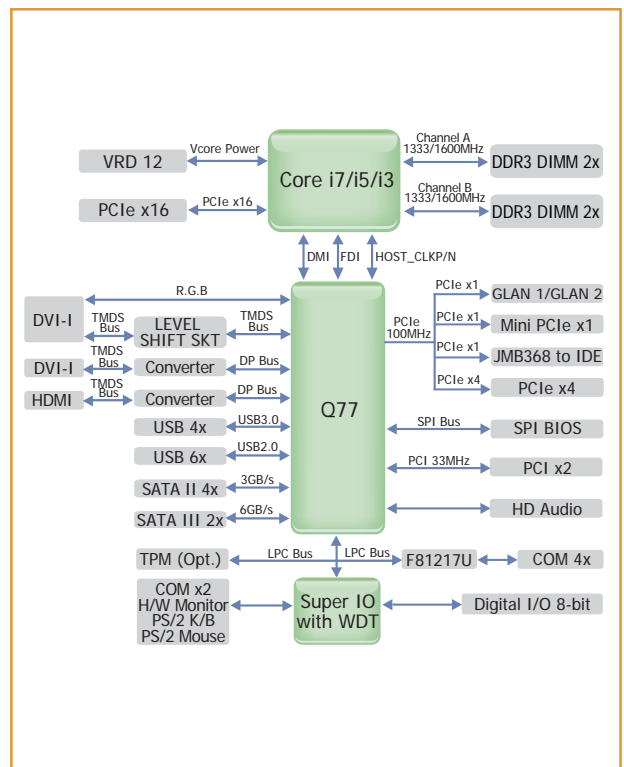 Channel A
1333/1600MHz
Vcore Power
VRD 12
Core i7/i5/i3
DDR3 DIMM 2x
Channel B
1333/1600MHz
PCIe x16
PCIe x16
DDR3 DIMM 2x
DMI
FDI
HOST_CLKP/N
R.G.B
DVI-I
TMDS
Bus
LEVEL
SHIFT SKT
TMDS
Bus
DVI-I
TMDS
Bus
Converter
DP Bus
HDMI
TMDS
Bus
Converter
DP Bus
USB 4x
USB3.0
USB 6x
USB2.0
SATA II 4x
3GB/s
SATA III 2x
6GB/s
Q77
PCIe
100MHz
PCIe x1
GLAN 1/GLAN 2
PCIe x1
Mini PCIe x1
PCIe x1
JMB368 to IDE
PCIe x4
PCIe x4
SPI Bus
SPI BIOS
PCI 33MHz
PCI x2
HD Audio
TPM (Opt.)
LPC Bus
LPC Bus
F81217U
COM 4x
COM x2
H/W Monitor
PS/2 K/B
PS/2 Mouse
Super IO
with WDT
Digital I/O 8-bit